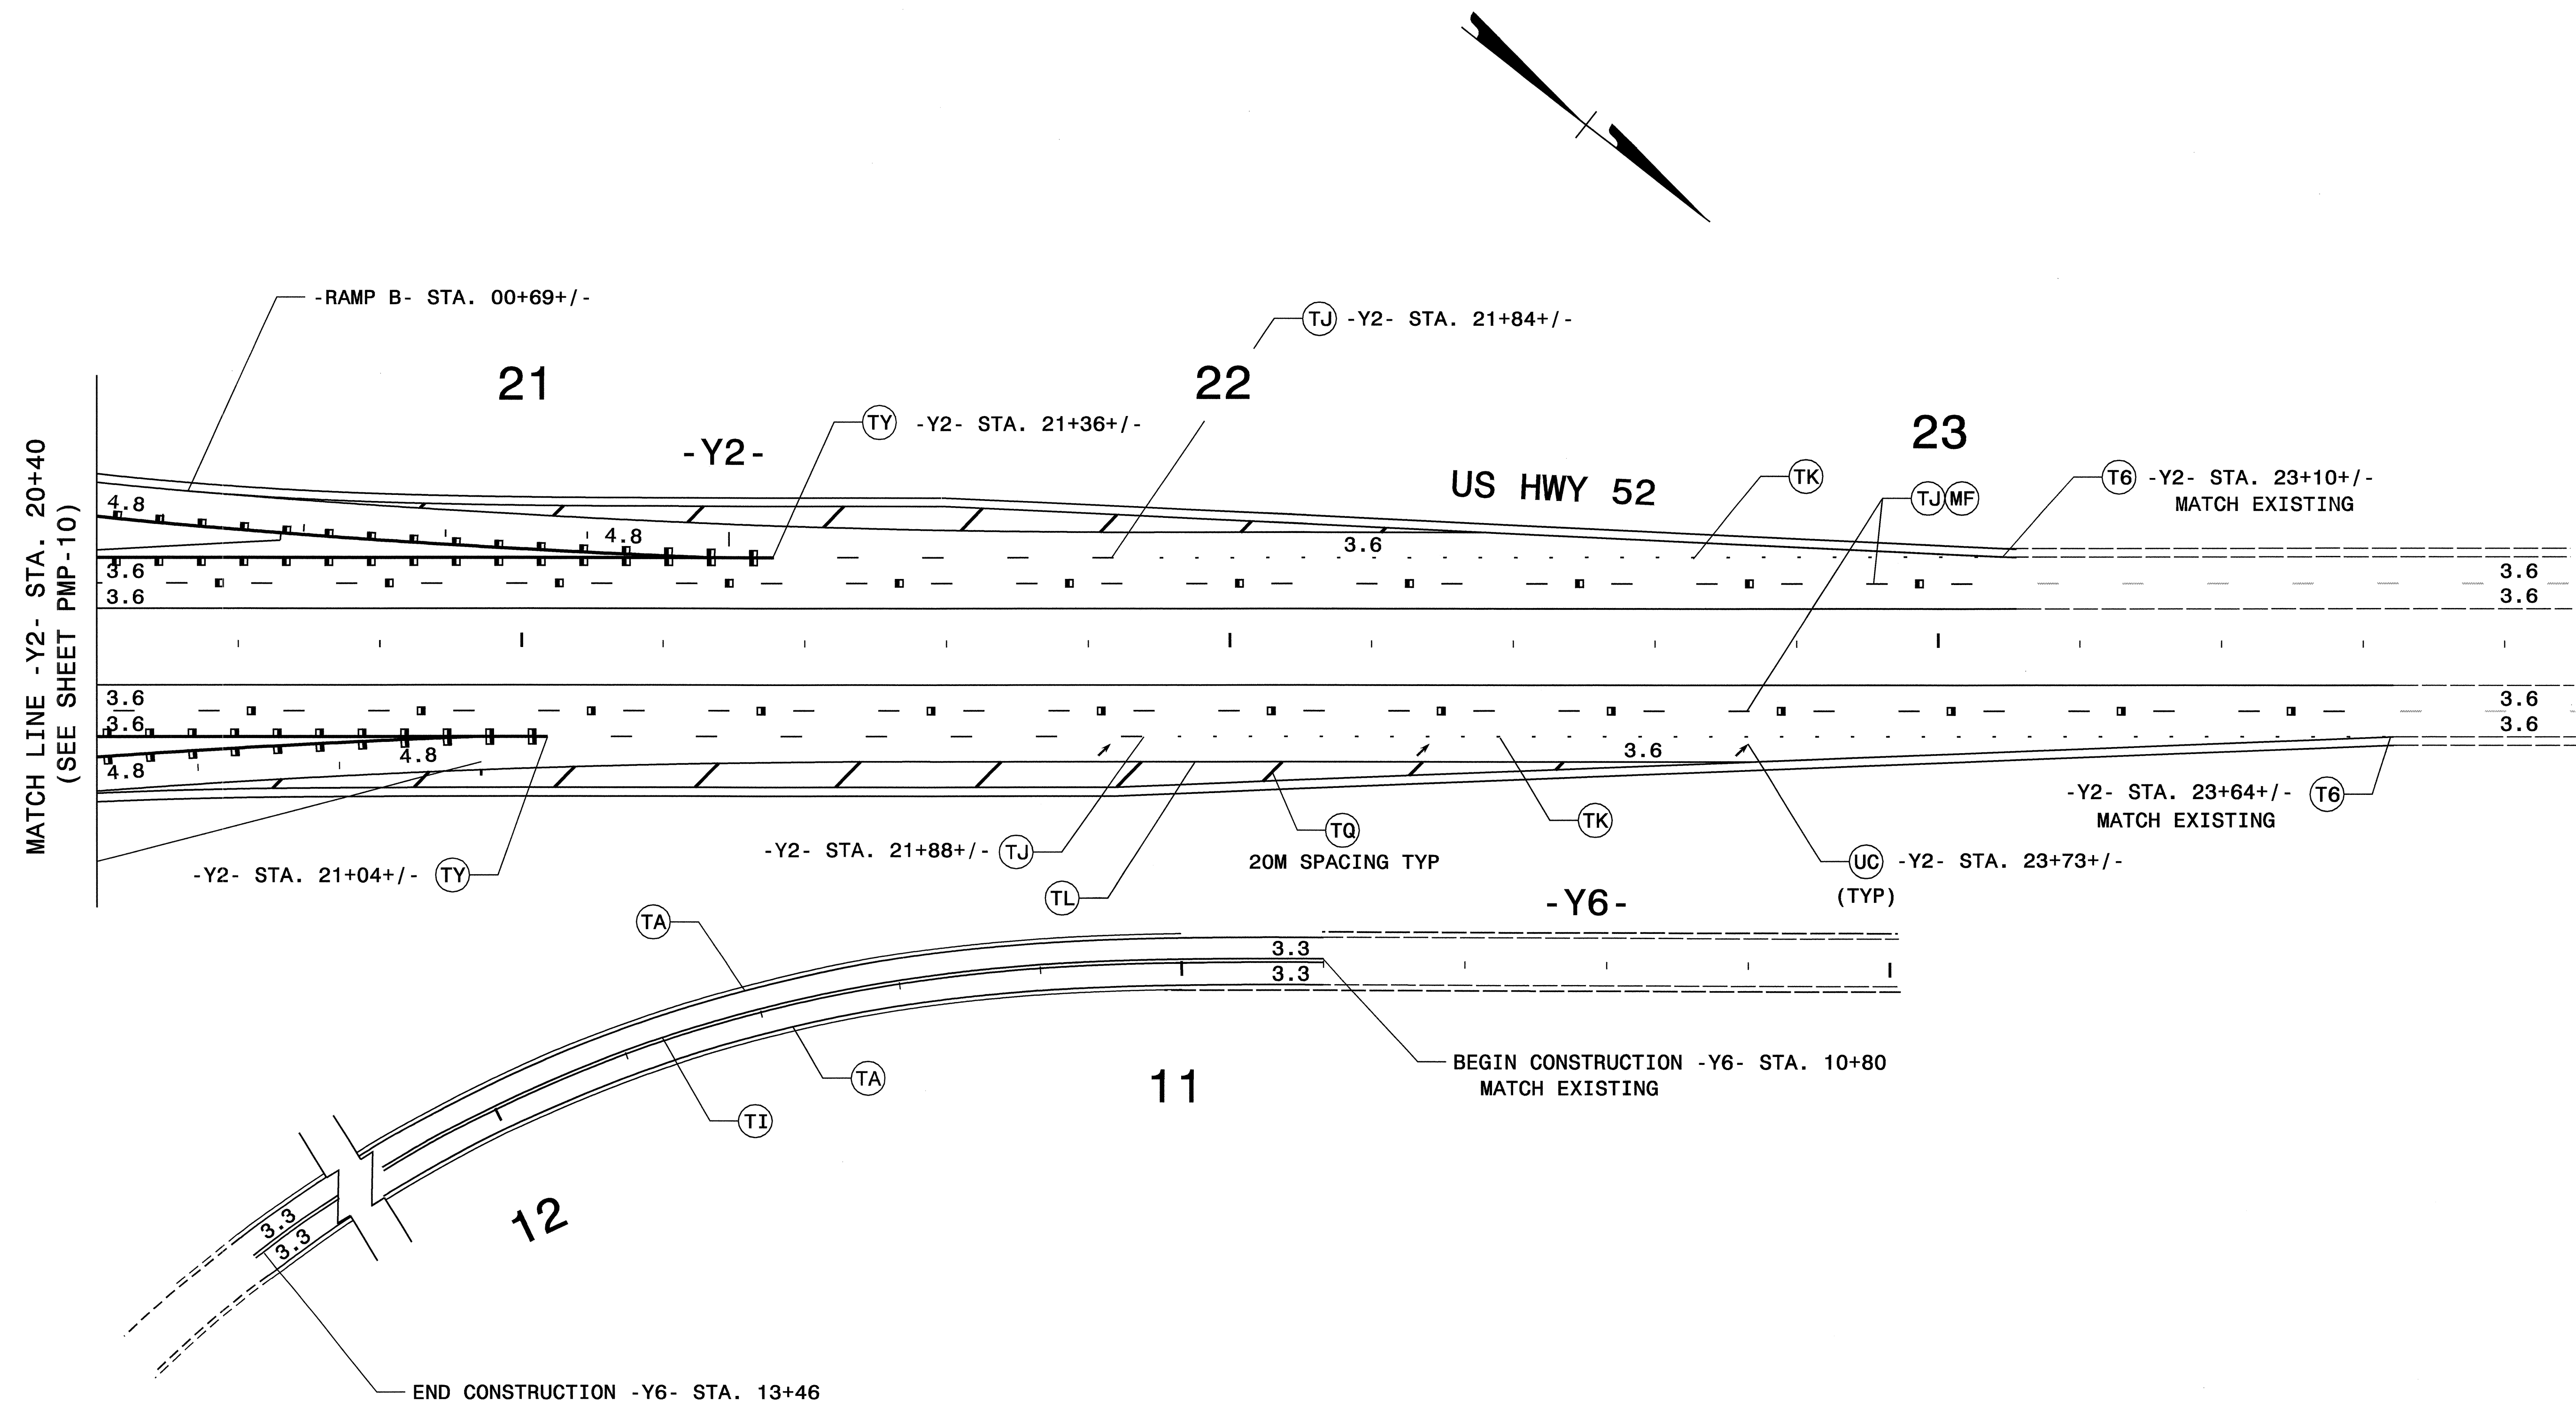 -RAMP B- STA. 00+69+/-
TJ -Y2- STA. 21+84+/-
21
22
23
TY -Y2- STA. 21+36+/-
-Y2-
US HWY 52
TK
TJ MF
T6 -Y2- STA. 23+10+/-
MATCH EXISTING
MATCH LINE -Y2- STA. 20+40
(SEE SHEET PMP-10)
4.8
4.8
3.6
3.6
3.6
3.6
3.6
3.6
3.6
3.6
3.6
4.8
4.8
3.6
-Y2- STA. 23+64+/- T6
MATCH EXISTING
-Y2- STA. 21+04+/- TY
-Y2- STA. 21+88+/- TJ
TL
TQ
20M SPACING TYP
TK
UC -Y2- STA. 23+73+/-
(TYP)
-Y6-
TA
3.3
3.3
TA
TI
11
BEGIN CONSTRUCTION -Y6- STA. 10+80
MATCH EXISTING
12
3.3
3.3
END CONSTRUCTION -Y6- STA. 13+46